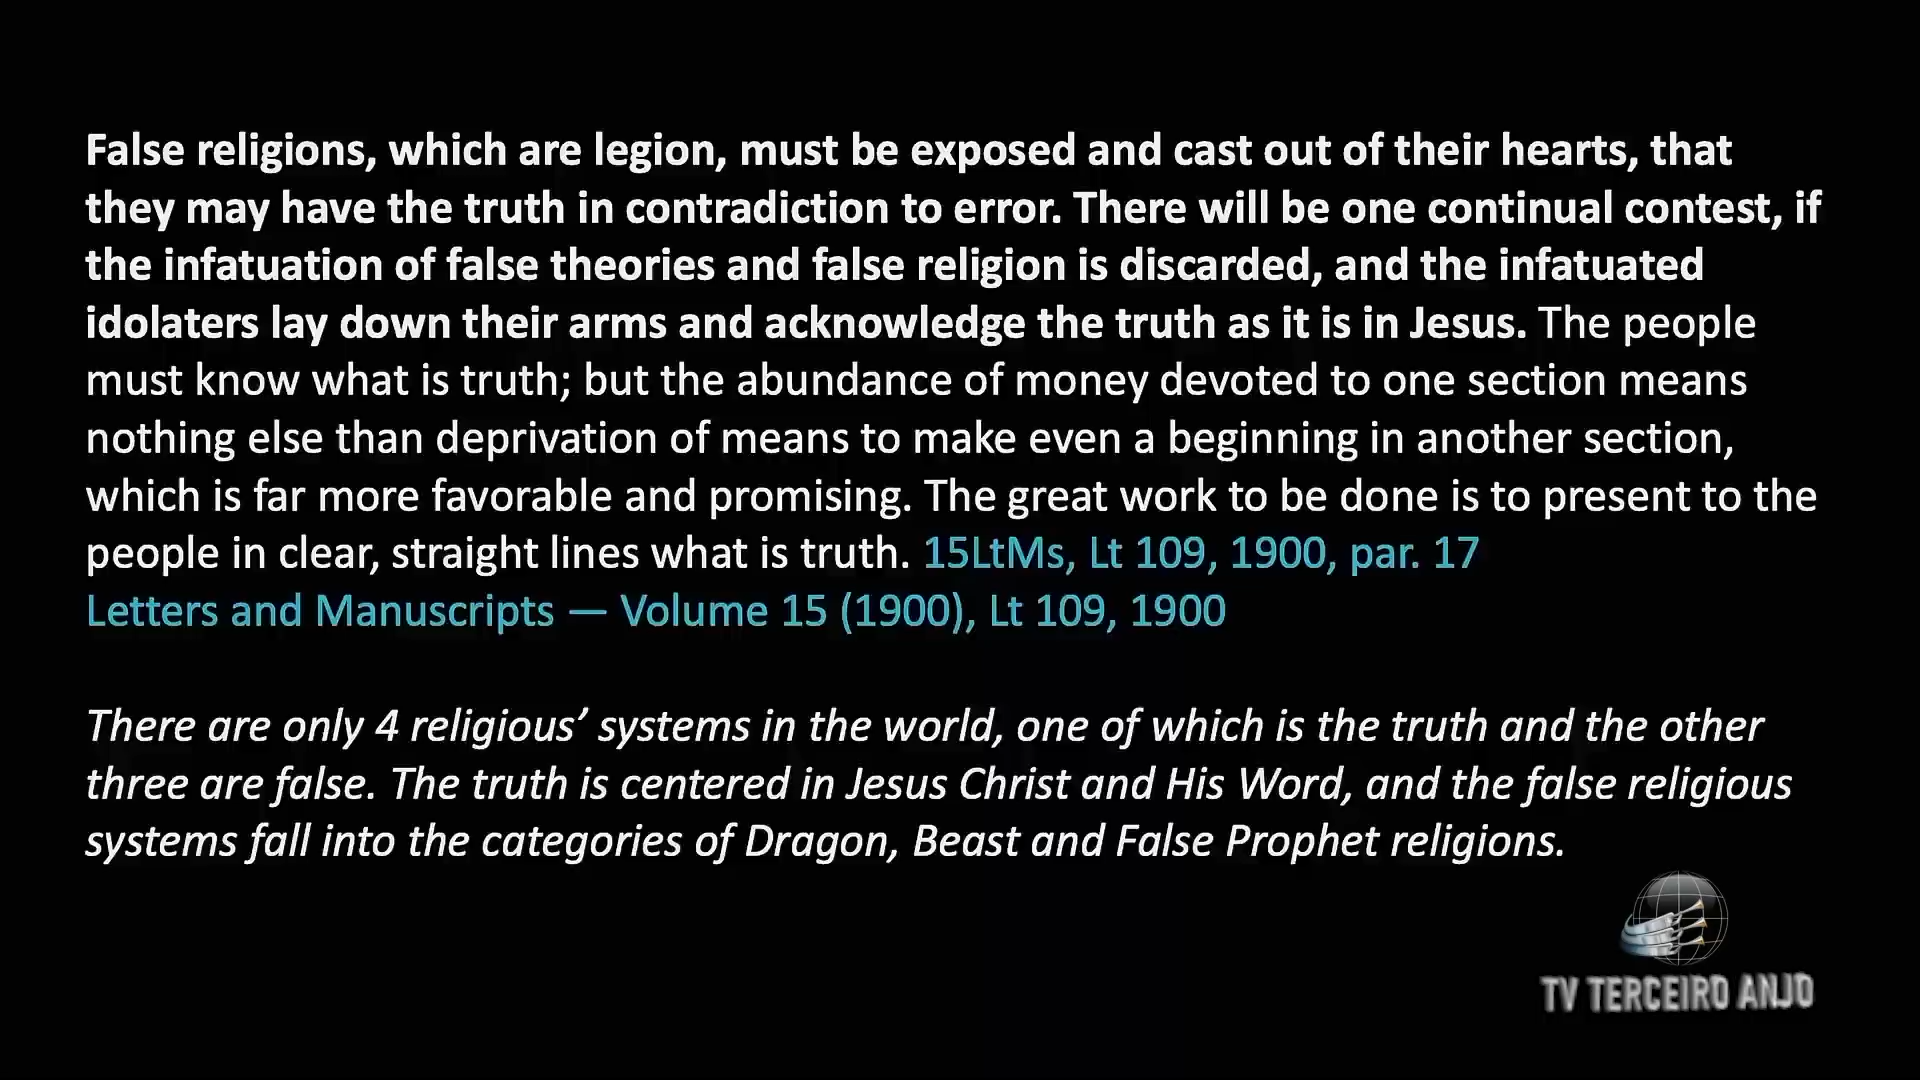 False religions, which are legion, must be exposed and cast out of their hearts, that
they may have the truth in contradiction to error. There will be one continual contest, if
the infatuation of false theories and false religion is discarded, and the infatuated
idolaters lay down their arms and acknowledge the truth as it is in Jesus. The people
must know what is truth; but the abundance of money devoted to one section means
nothing else than deprivation of means to make even a beginning in another section,
which is far more favorable and promising. The great work to be done is to present to the
people in clear, straight lines what is truth. 15LtMs, Lt 109, 1900, par. 17
Letters and Manuscripts — Volume 15 (1900), Lt 109, 1900
There are only 4 religious’ systems in the world, one of which is the truth and the other
three are false. The truth is centered in Jesus Christ and His Word, and the false religious
systems fall into the categories of Dragon, Beast and False Prophet religions.
TV TERCEIRO ANJO